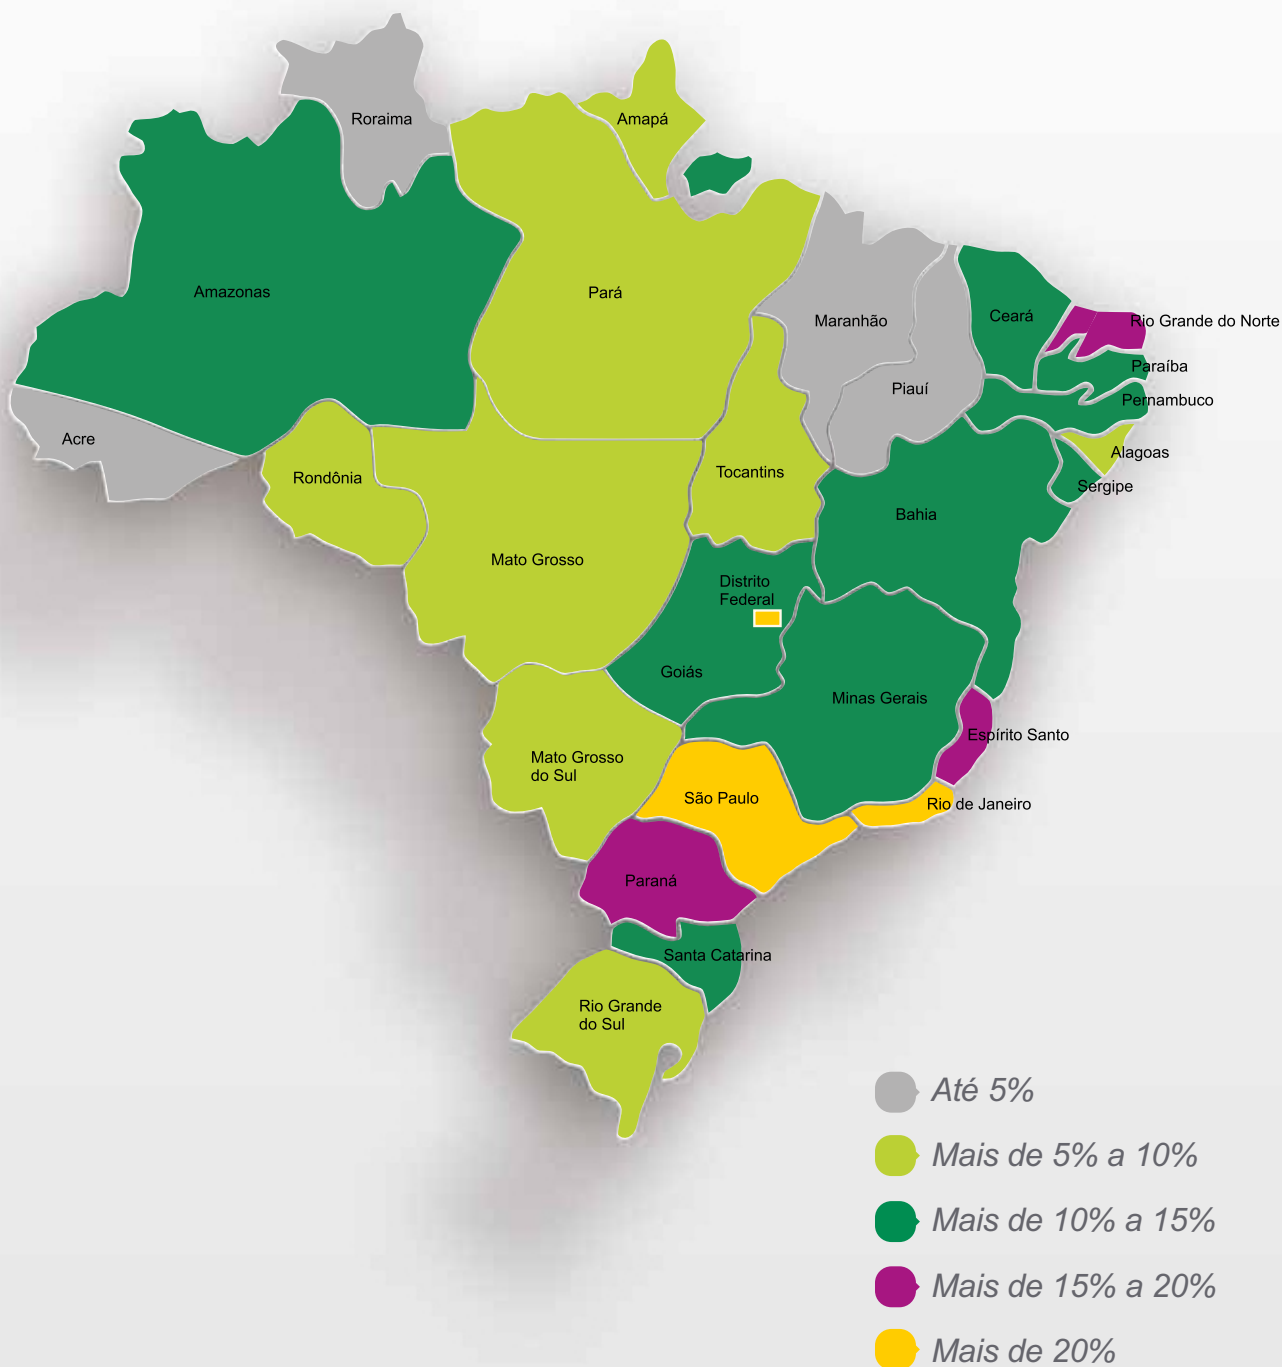 Roraima
Amapá
Amazonas
Pará
Maranhão
Ceará
Rio Grande do Norte
Paraíba
Piauí
Pernambuco
Acre
Alagoas
Rondônia
Tocantins
Sergipe
Bahia
Mato Grosso
Distrito
Federal
Goiás
Minas Gerais
Espírito Santo
Mato Grosso
do Sul
São Paulo
Rio de Janeiro
Paraná
Santa Catarina
Rio Grande
do Sul
Até 5%
Mais de 5% a 10%
Mais de 10% a 15%
Mais de 15% a 20%
Mais de 20%